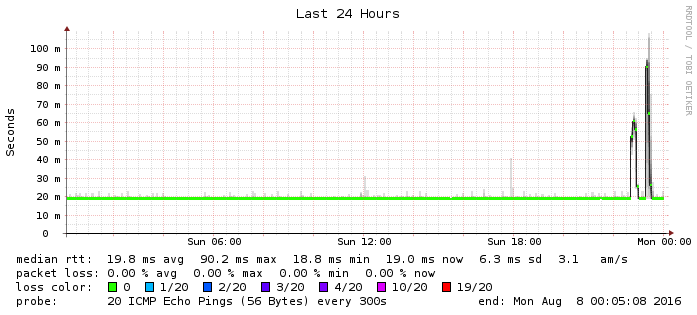 Last 24 Hours
RRDTOOL / TOBI OETIKER
Seconds
100 m
90 m
80 m
70 m
60 m
50 m
40 m
30 m
20 m
10 m
0
Sun 06:00 Sun 12:00 Sun 18:00 Mon 00:00
median rtt: 19.8 ms avg 90.2 ms max 18.8 ms min 19.0 ms now 6.3 ms sd 3.1 am/s
packet loss: 0.00 % avg 0.00 % max 0.00 % min 0.00 % now
loss color: 0 1/20 2/20 3/20 4/20 10/20 19/20
probe: 20 ICMP Echo Pings (56 Bytes) every 300s end: Mon Aug 8 00:05:08 2016